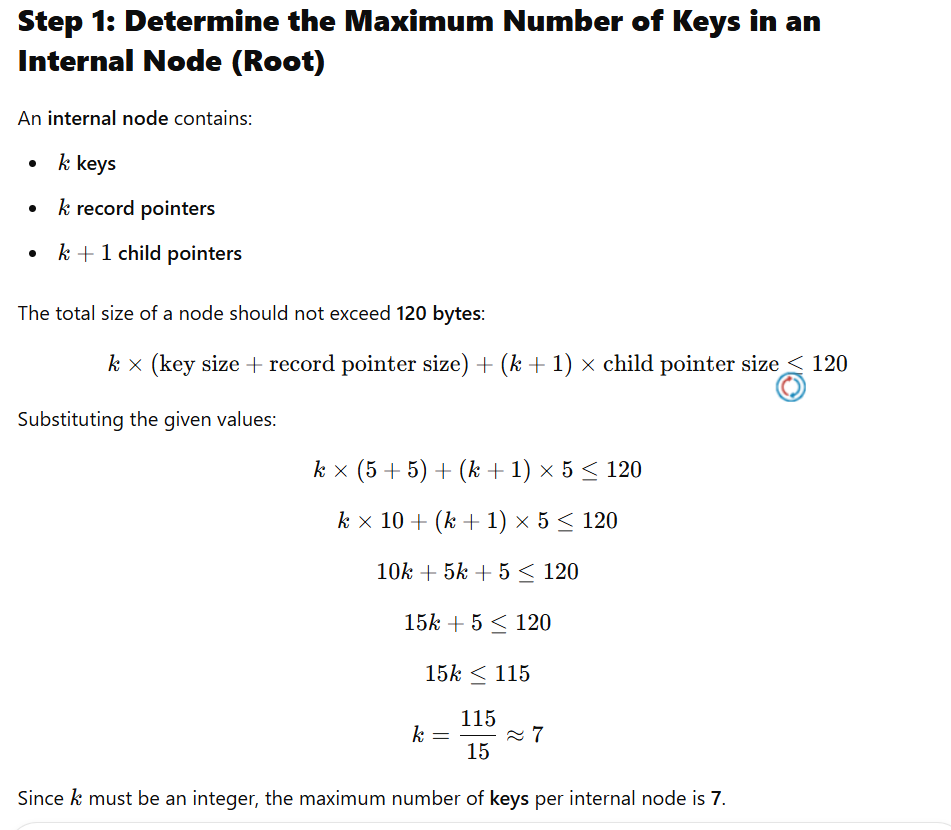 Step 1: Determine the Maximum Number of Keys in an
Internal Node (Root)
An internal node contains:
• k keys
• k record pointers
• k + 1 child pointers
The total size of a node should not exceed 120 bytes:
k × (key size + record pointer size) + (k + 1) × child pointer size ≤ 120
Substituting the given values:
k × (5 + 5) + (k + 1) × 5 ≤ 120
k × 10 + (k + 1) × 5 ≤ 120
10k + 5k + 5 ≤ 120
15k + 5 ≤ 120
15k ≤ 115
k = 115/15 ≈ 7
Since k must be an integer, the maximum number of keys per internal node is 7.